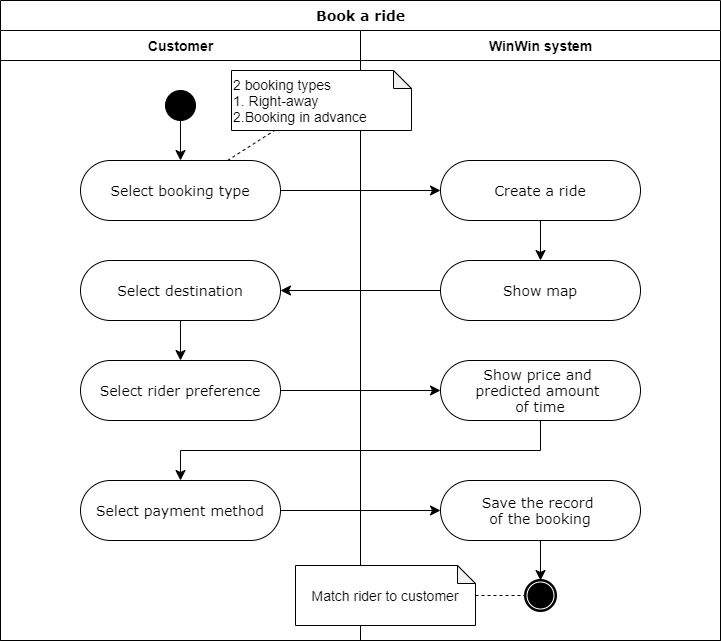 Book a ride
Customer
WinWin system
2 booking types
1. Right-away
2.Booking in advance
Select booking type
Create a ride
Select destination
Show map
Select rider preference
Show price and
predicted amount
of time
Select payment method
Save the record
of the booking
Match rider to customer